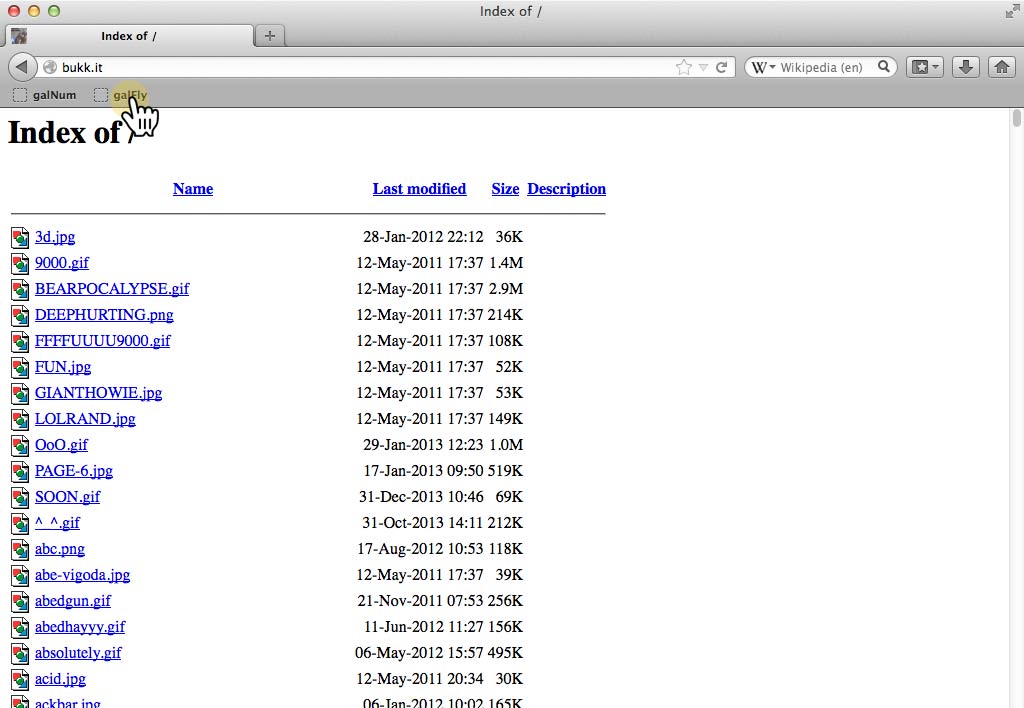 Index of /
Index of /
bukk.it
W Wikipedia (en)
galNum galFly
Index of /
Name Last modified Size Description
3d.jpg 28-Jan-2012 22:12 36K
9000.gif 12-May-2011 17:37 1.4M
BEARPOCALYPSE.gif 12-May-2011 17:37 2.9M
DEEPHURTING.png 12-May-2011 17:37 214K
FFFFUUUU9000.gif 12-May-2011 17:37 108K
FUN.jpg 12-May-2011 17:37 52K
GIANTHOWIE.jpg 12-May-2011 17:37 53K
LOLRAND.jpg 12-May-2011 17:37 149K
OoO.gif 29-Jan-2013 12:23 1.0M
PAGE-6.jpg 17-Jan-2013 09:50 519K
SOON.gif 31-Dec-2013 10:46 69K
^_^.gif 31-Oct-2013 14:11 212K
abc.png 17-Aug-2012 10:53 118K
abe-vigoda.jpg 12-May-2011 17:37 39K
abedgun.gif 21-Nov-2011 07:53 256K
abedhayyy.gif 11-Jun-2012 11:27 156K
absolutely.gif 06-May-2012 15:57 495K
acid.jpg 12-May-2011 20:34 30K
ackbar.jpg 06-Jan-2012 10:02 165K